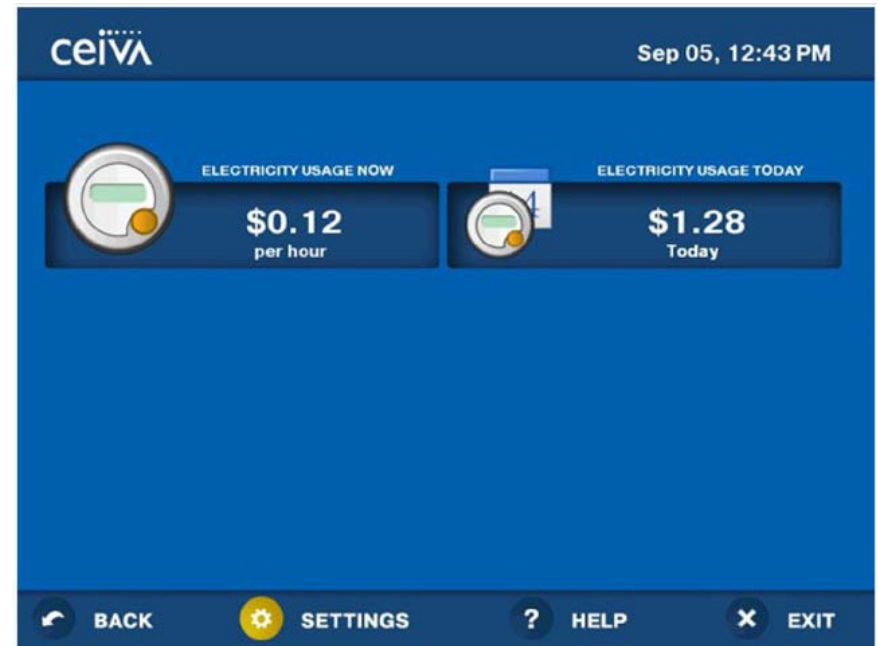 ceiva
Sep 05, 12:43 PM
ELECTRICITY USAGE NOW
$0.12
per hour
ELECTRICITY USAGE TODAY
$1.28
Today
BACK
SETTINGS
? HELP
EXIT